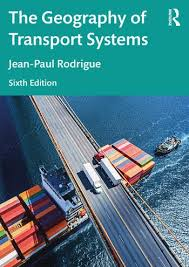 The Geography of
Transport Systems
Jean-Paul Rodrigue
Sixth Edition